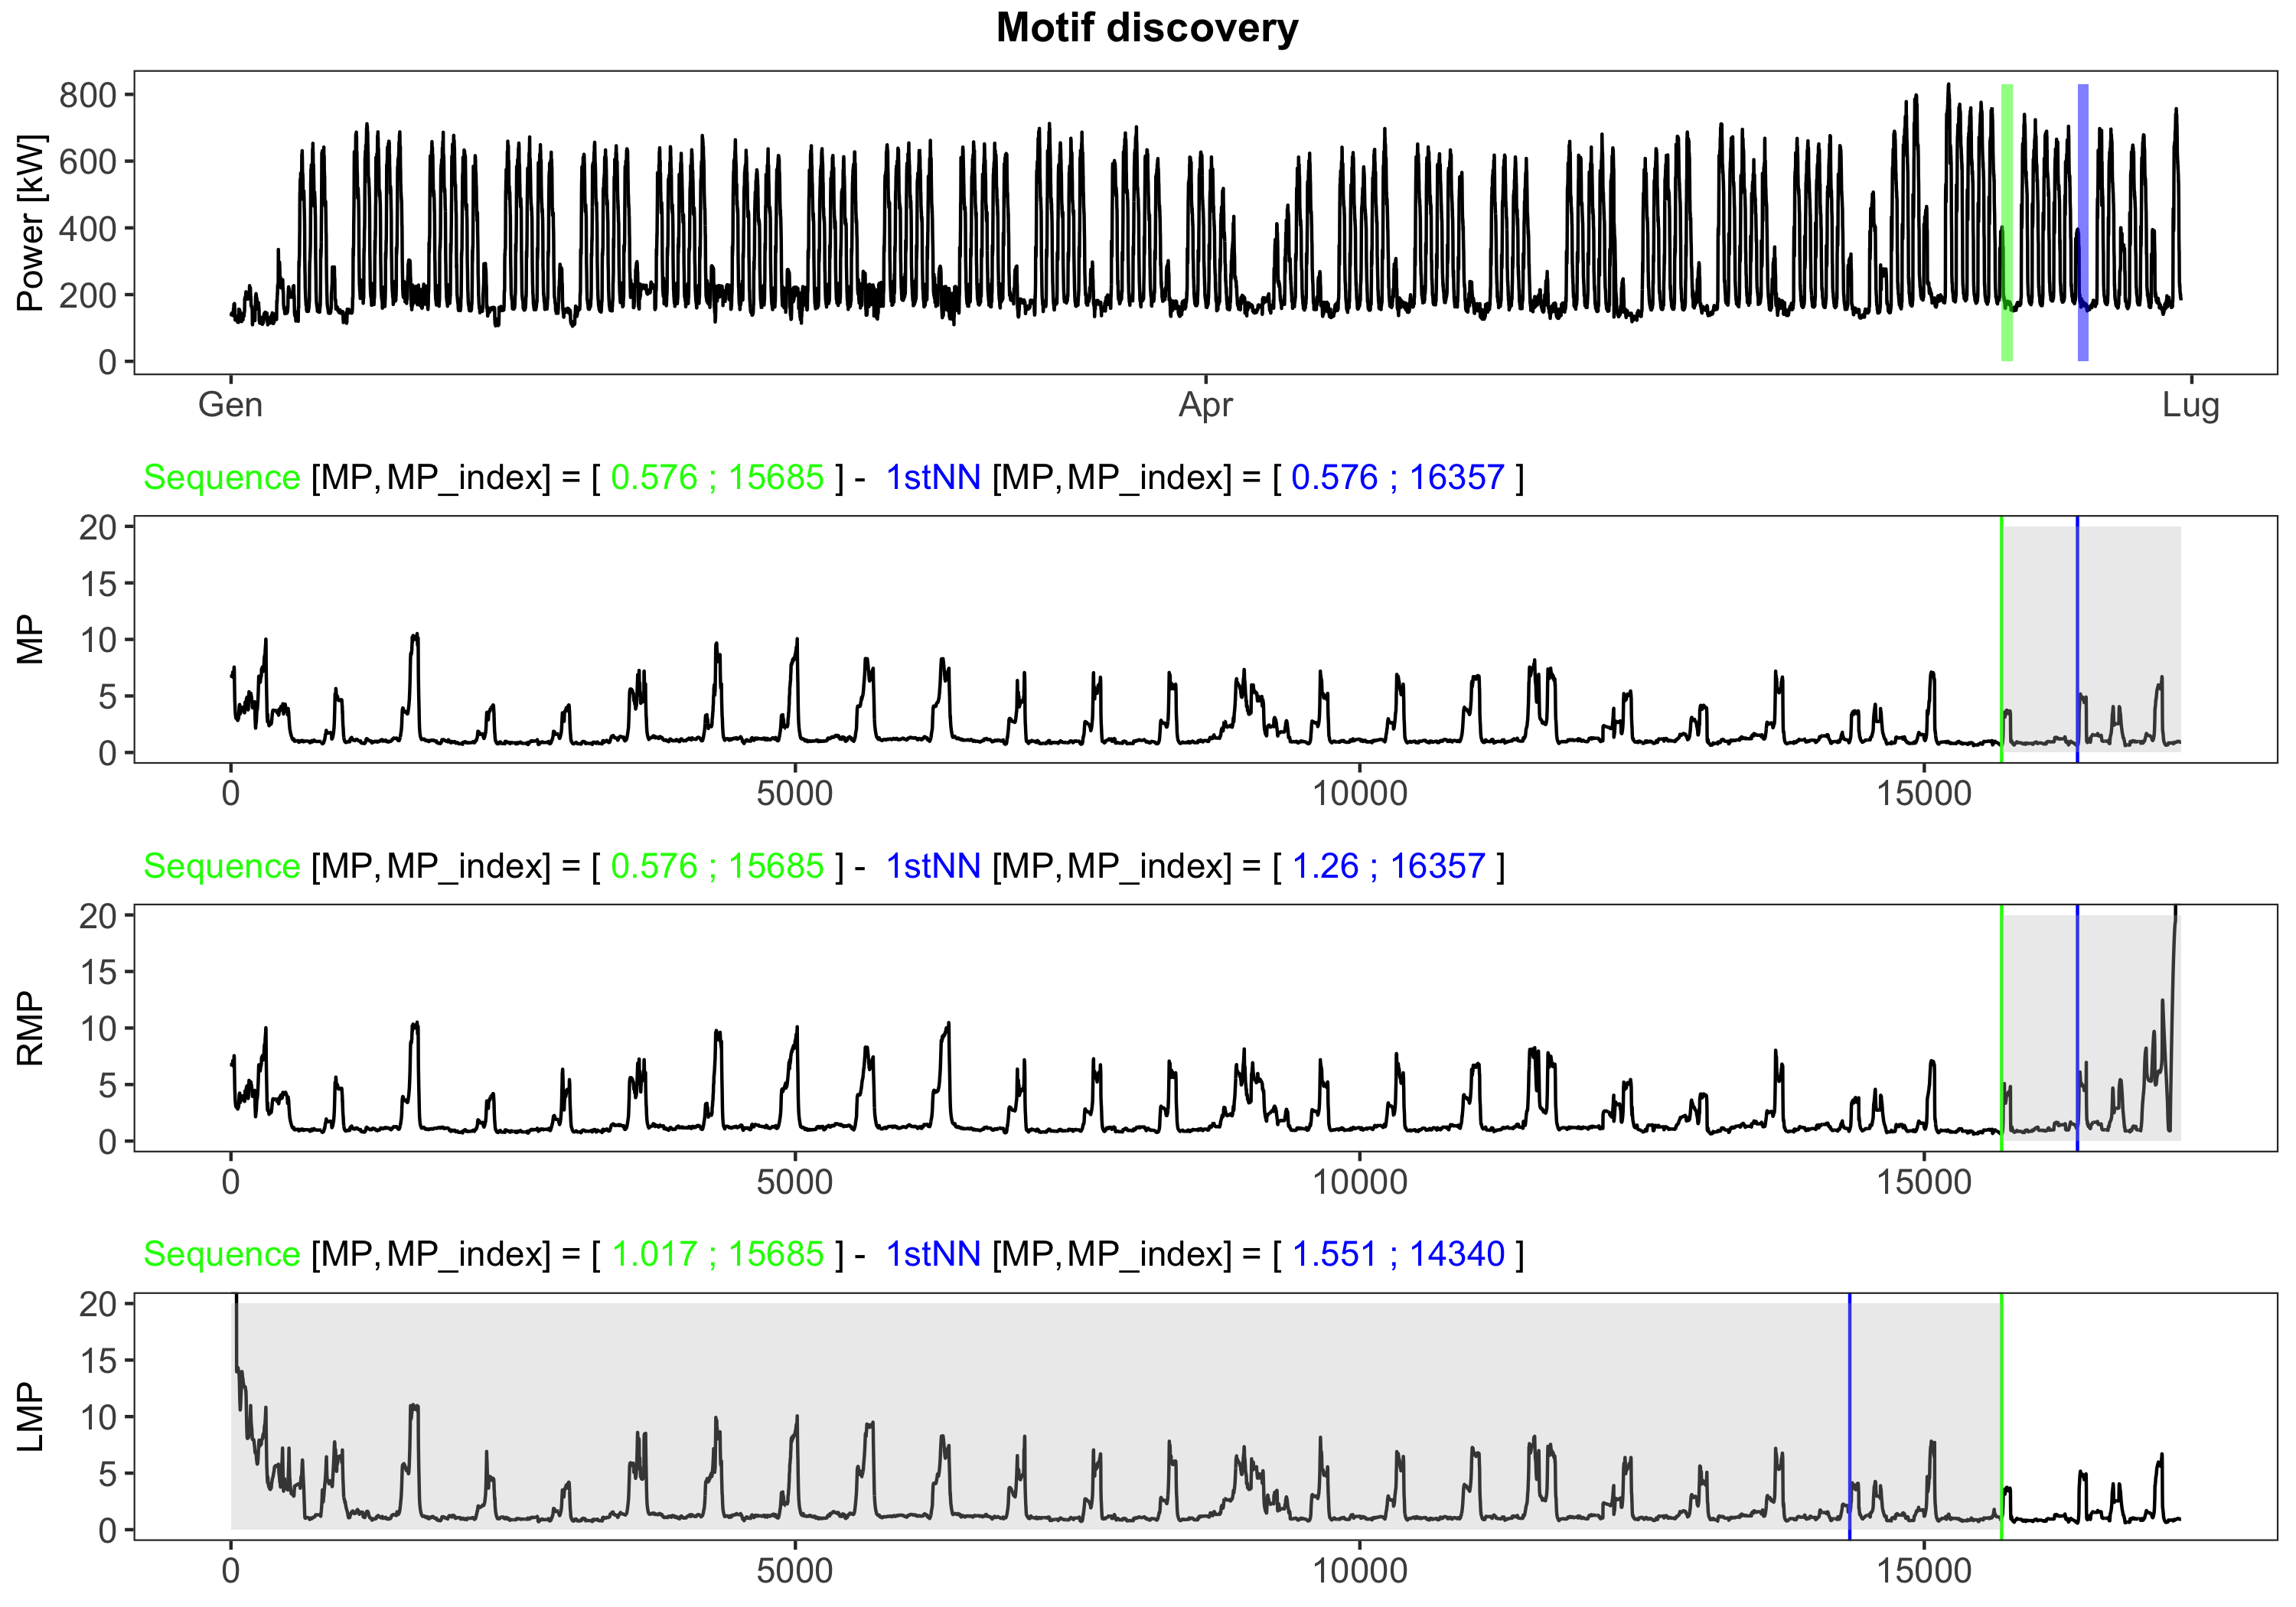 Motif discovery
Power [kW]
800
600
400
200
0
Gen Apr Lug
Sequence [MP, MP_index] = [ 0.576 ; 15685 ] - 1stNN [MP, MP_index] = [ 0.576 ; 16357 ]
MP
20
15
10
5
0
0 5000 10000 15000
Sequence [MP, MP_index] = [ 0.576 ; 15685 ] - 1stNN [MP, MP_index] = [ 1.26 ; 16357 ]
RMP
20
15
10
5
0
0 5000 10000 15000
Sequence [MP, MP_index] = [ 1.017 ; 15685 ] - 1stNN [MP, MP_index] = [ 1.551 ; 14340 ]
LMP
20
15
10
5
0
0 5000 10000 15000